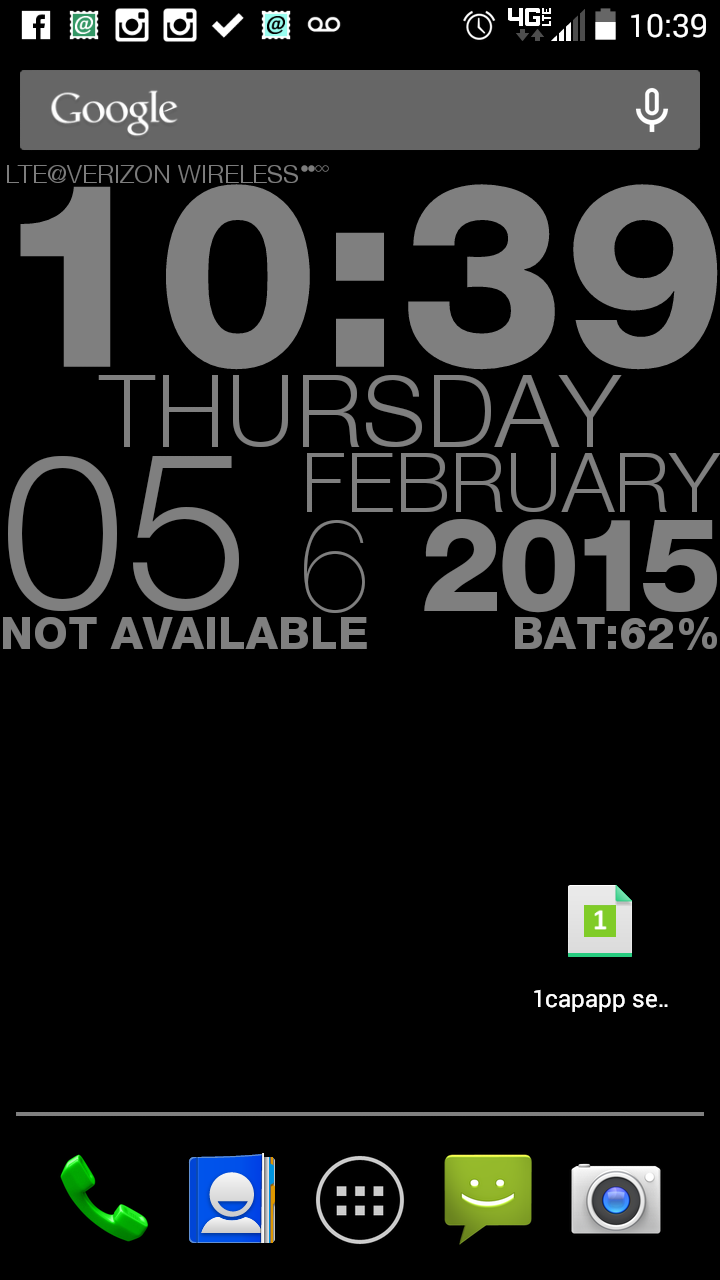 4G LTE 10:39
Google
LTE@VERIZON WIRELESS
10:39
THURSDAY
05 FEBRUARY
6 2015
NOT AVAILABLE BAT:62%
1
1capapp se..